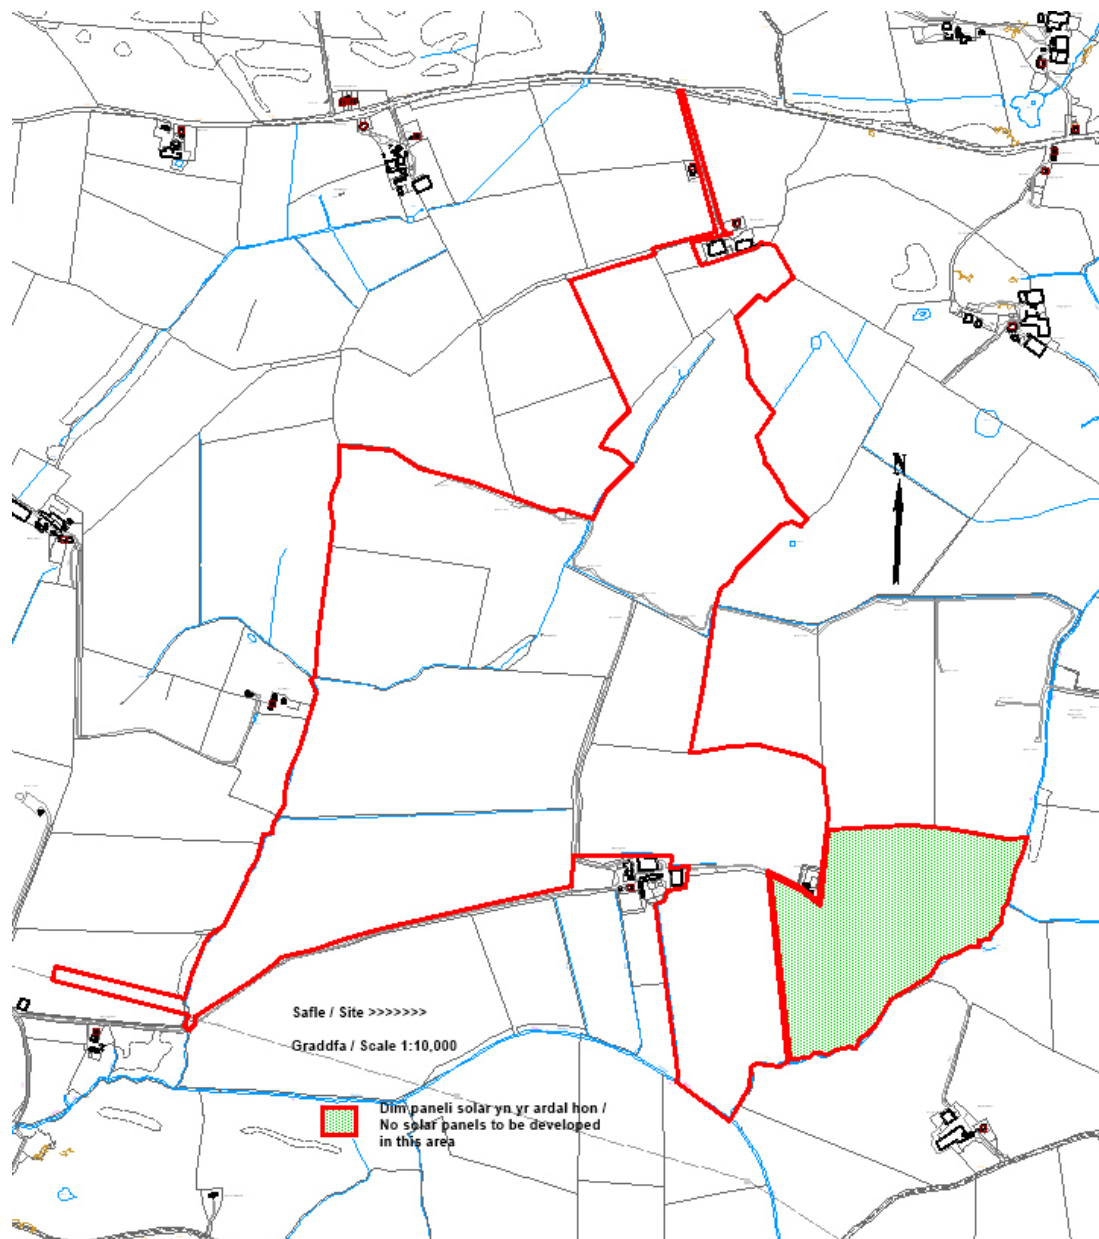 N
Safle / Site >>>>>>>
Graddfa / Scale 1:10,000
Dim paneli solar yn yr ardal hon /
No solar panels to be developed
in this area